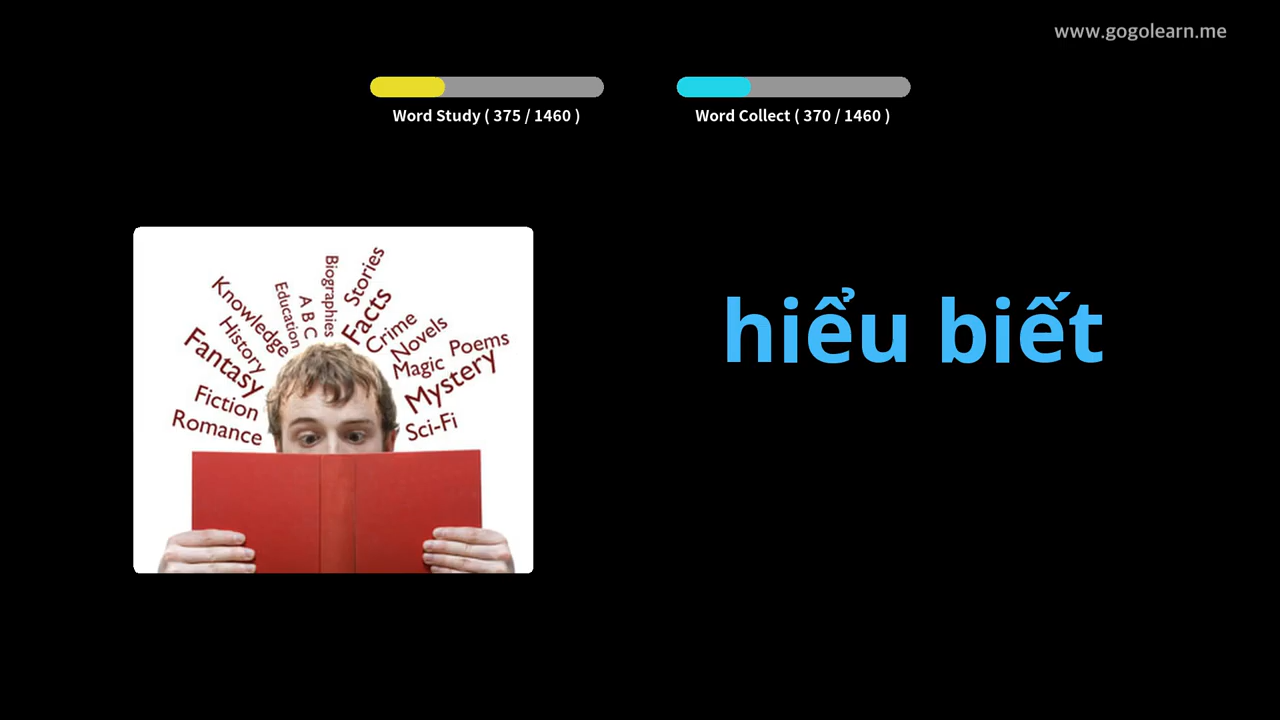 www.gogolearn.me
Word Study ( 375 / 1460 )
Word Collect ( 370 / 1460 )
hiểu biết
Knowledge
Education
A B C
Biographies
Stories
Facts
Crime
Novels
Poems
Magic
Mystery
Sci-Fi
History
Fantasy
Fiction
Romance